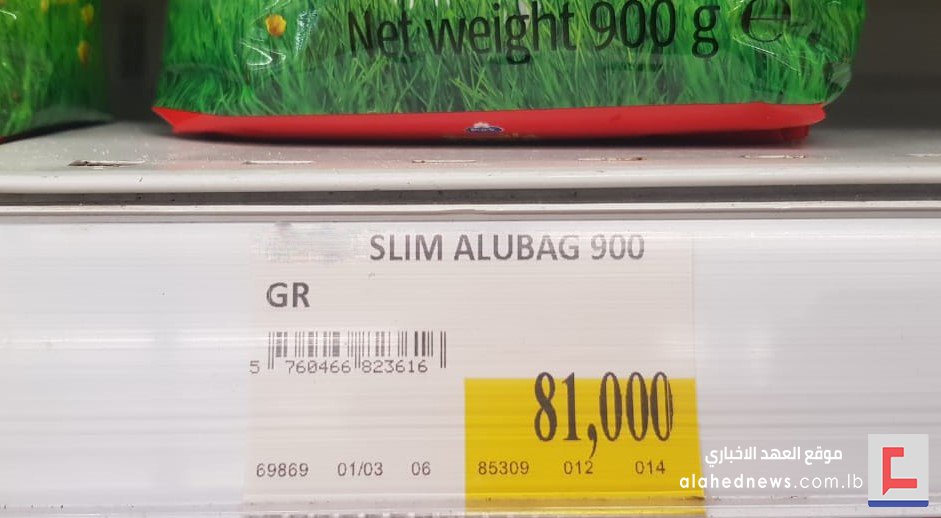 Net weight 900 g e
SLIM ALUBAG 900
GR
5 760466 823616
81,000
69869 01/03 06 85309 012 014
موقع العهد الاخباري
alahednews.com.lb